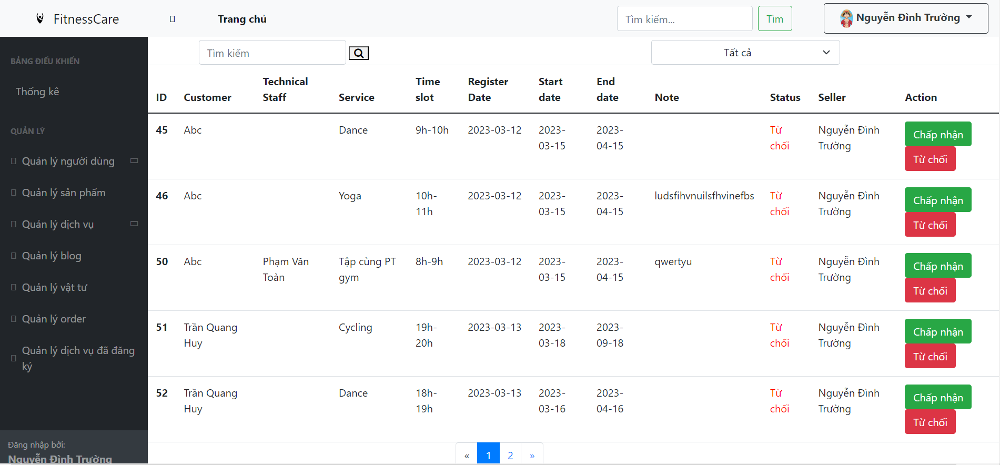 FitnessCare
Trang chủ
Tìm kiếm...
Tìm
Nguyễn Đình Trường
BẢNG ĐIỀU KHIỂN
Thống kê
QUẢN LÝ
Quản lý người dùng
Quản lý sản phẩm
Quản lý dịch vụ
Quản lý blog
Quản lý vật tư
Quản lý order
Quản lý dịch vụ đã đăng
ký
Đăng nhập bởi:
Nguyễn Đình Trường
Tìm kiếm
Tất cả
ID Customer Technical Staff Service Time slot Register Date Start date End date Note Status Seller Action
45 Abc Dance 9h-10h 2023-03-12 2023- 2023- Từ Nguyễn Đình Chấp nhận
03-15 04-15 chối Trường Từ chối
46 Abc Yoga 10h- 2023-03-12 2023- 2023- ludsfihvnuilsfhvinefbs Từ Nguyễn Đình Chấp nhận
11h 03-15 04-15 chối Trường Từ chối
50 Abc Phạm Văn Tập cùng PT 8h-9h 2023-03-12 2023- 2023- qwertyu Từ Nguyễn Đình Chấp nhận
Toàn gym 03-15 04-15 chối Trường Từ chối
51 Trần Quang Cycling 19h- 2023-03-13 2023- 2023- Từ Nguyễn Đình Chấp nhận
Huy 20h 03-18 09-18 chối Trường Từ chối
52 Trần Quang Dance 18h- 2023-03-13 2023- 2023- Từ Nguyễn Đình Chấp nhận
Huy 19h 03-16 04-16 chối Trường Từ chối
« 1 2 »